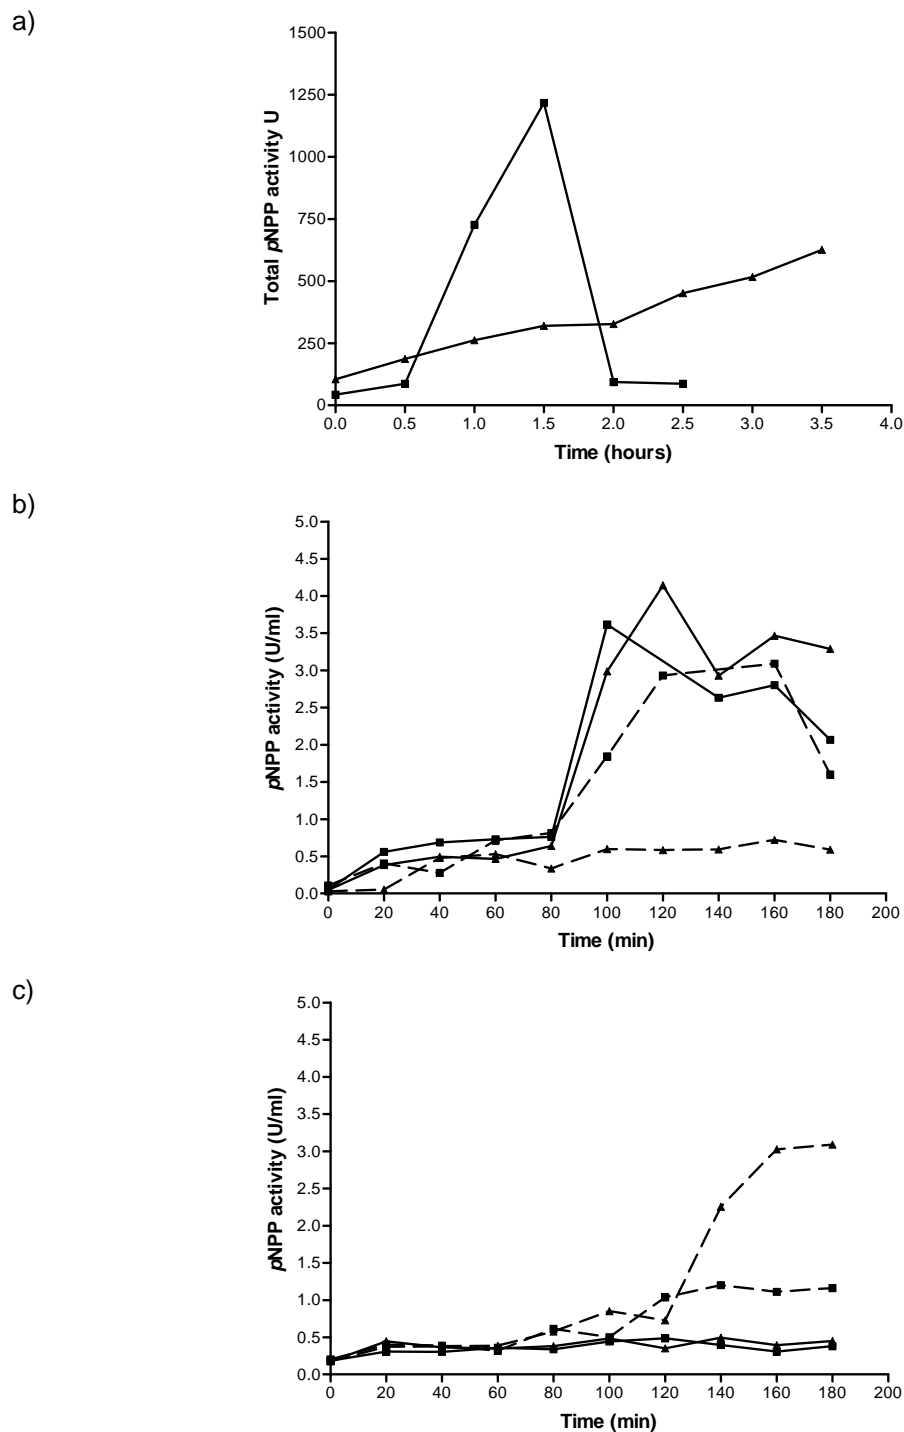 a)
1500
1250
1000
750
500
250
0
Total pNPP activity U
0.0 0.5 1.0 1.5 2.0 2.5 3.0 3.5 4.0
Time (hours)
b)
5.0
4.5
4.0
3.5
3.0
2.5
2.0
1.5
1.0
0.5
0.0
pNPP activity (U/ml)
0 20 40 60 80 100 120 140 160 180 200
Time (min)
c)
5.0
4.5
4.0
3.5
3.0
2.5
2.0
1.5
1.0
0.5
0.0
pNPP activity (U/ml)
0 20 40 60 80 100 120 140 160 180 200
Time (min)